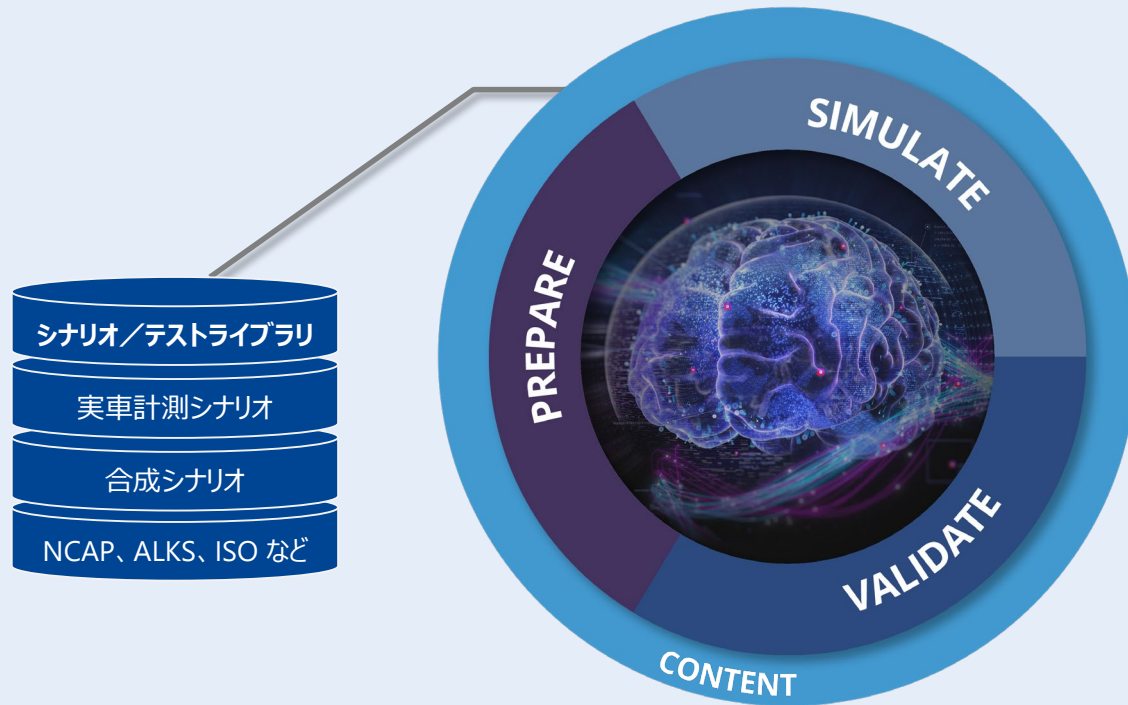 シナリオ／テストライブラリ
実車計測シナリオ
合成シナリオ
NCAP、ALKS、ISO など
PREPARE
SIMULATE
VALIDATE
CONTENT